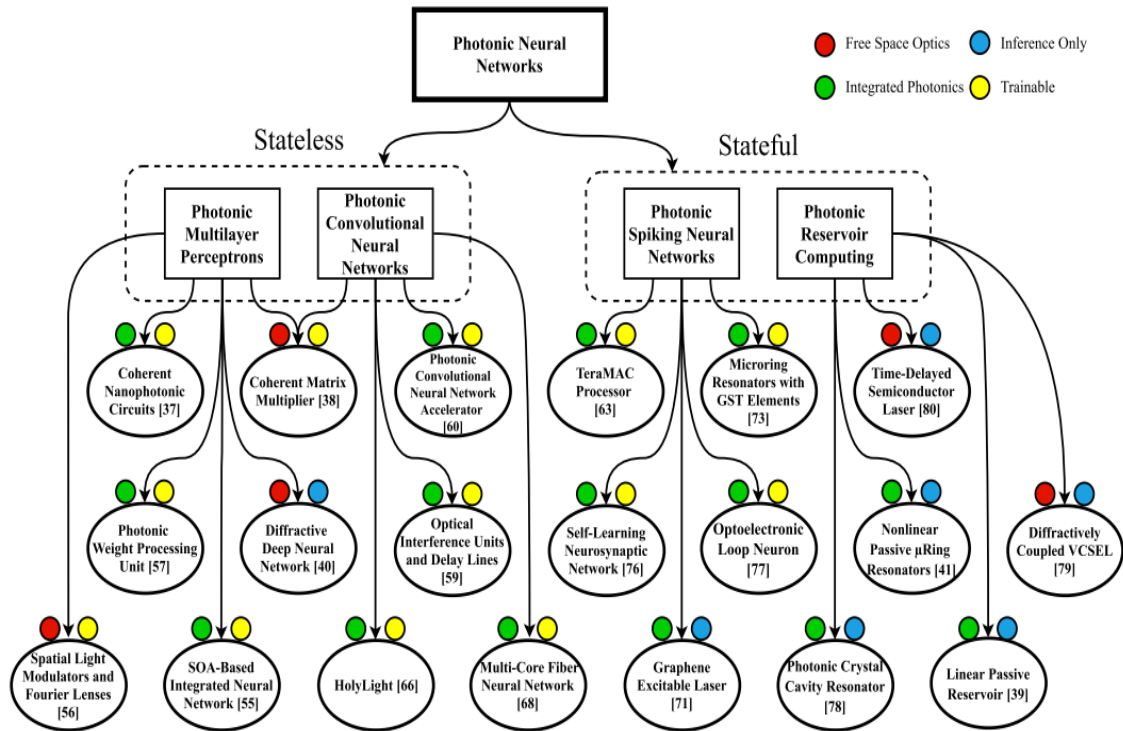 Photonic Neural
Networks
Free Space Optics
Inference Only
Integrated Photonics
Trainable
Stateless
Stateful
Photonic
Multilayer
Perceptrons
Photonic
Convolutional
Neural
Networks
Photonic
Spiking Neural
Networks
Photonic
Reservoir
Computing
Coherent
Nanophotonic
Circuits [37]
Coherent Matrix
Multiplier [38]
Photonic
Convolutional
Neural Network
Accelerator
[60]
TeraMAC
Processor
[63]
Microring
Resonators with
GST Elements
[73]
Time-Delayed
Semiconductor
Laser [80]
Photonic
Weight Processing
Unit [57]
Diffractive
Deep Neural
Network [40]
Optical
Interference Units
and Delay Lines
[59]
Self-Learning
Neurosynaptic
Network [76]
Optoelectronic
Loop Neuron
[77]
Nonlinear
Passive µRing
Resonators [41]
Diffractively
Coupled VCSEL
[79]
Spatial Light
Modulators and
Fourier Lenses
[56]
SOA-Based
Integrated Neural
Network [55]
HolyLight [66]
Multi-Core Fiber
Neural Network
[68]
Graphene
Excitable Laser
[71]
Photonic Crystal
Cavity Resonator
[78]
Linear Passive
Reservoir [39]